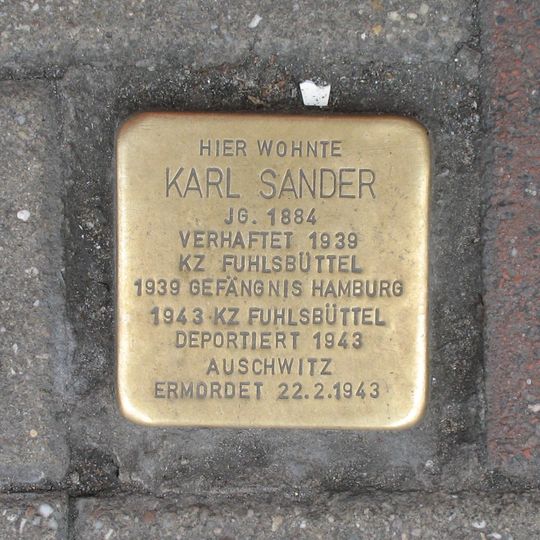 HIER WOHNTE
KARL SANDER
JG. 1884
VERHAFTET 1939
KZ FUHLSBÜTTEL
1939 GEFÄNGNIS HAMBURG
1943 KZ FUHLSBÜTTEL
DEPORTIERT 1943
AUSCHWITZ
ERMORDET 22.2.1943